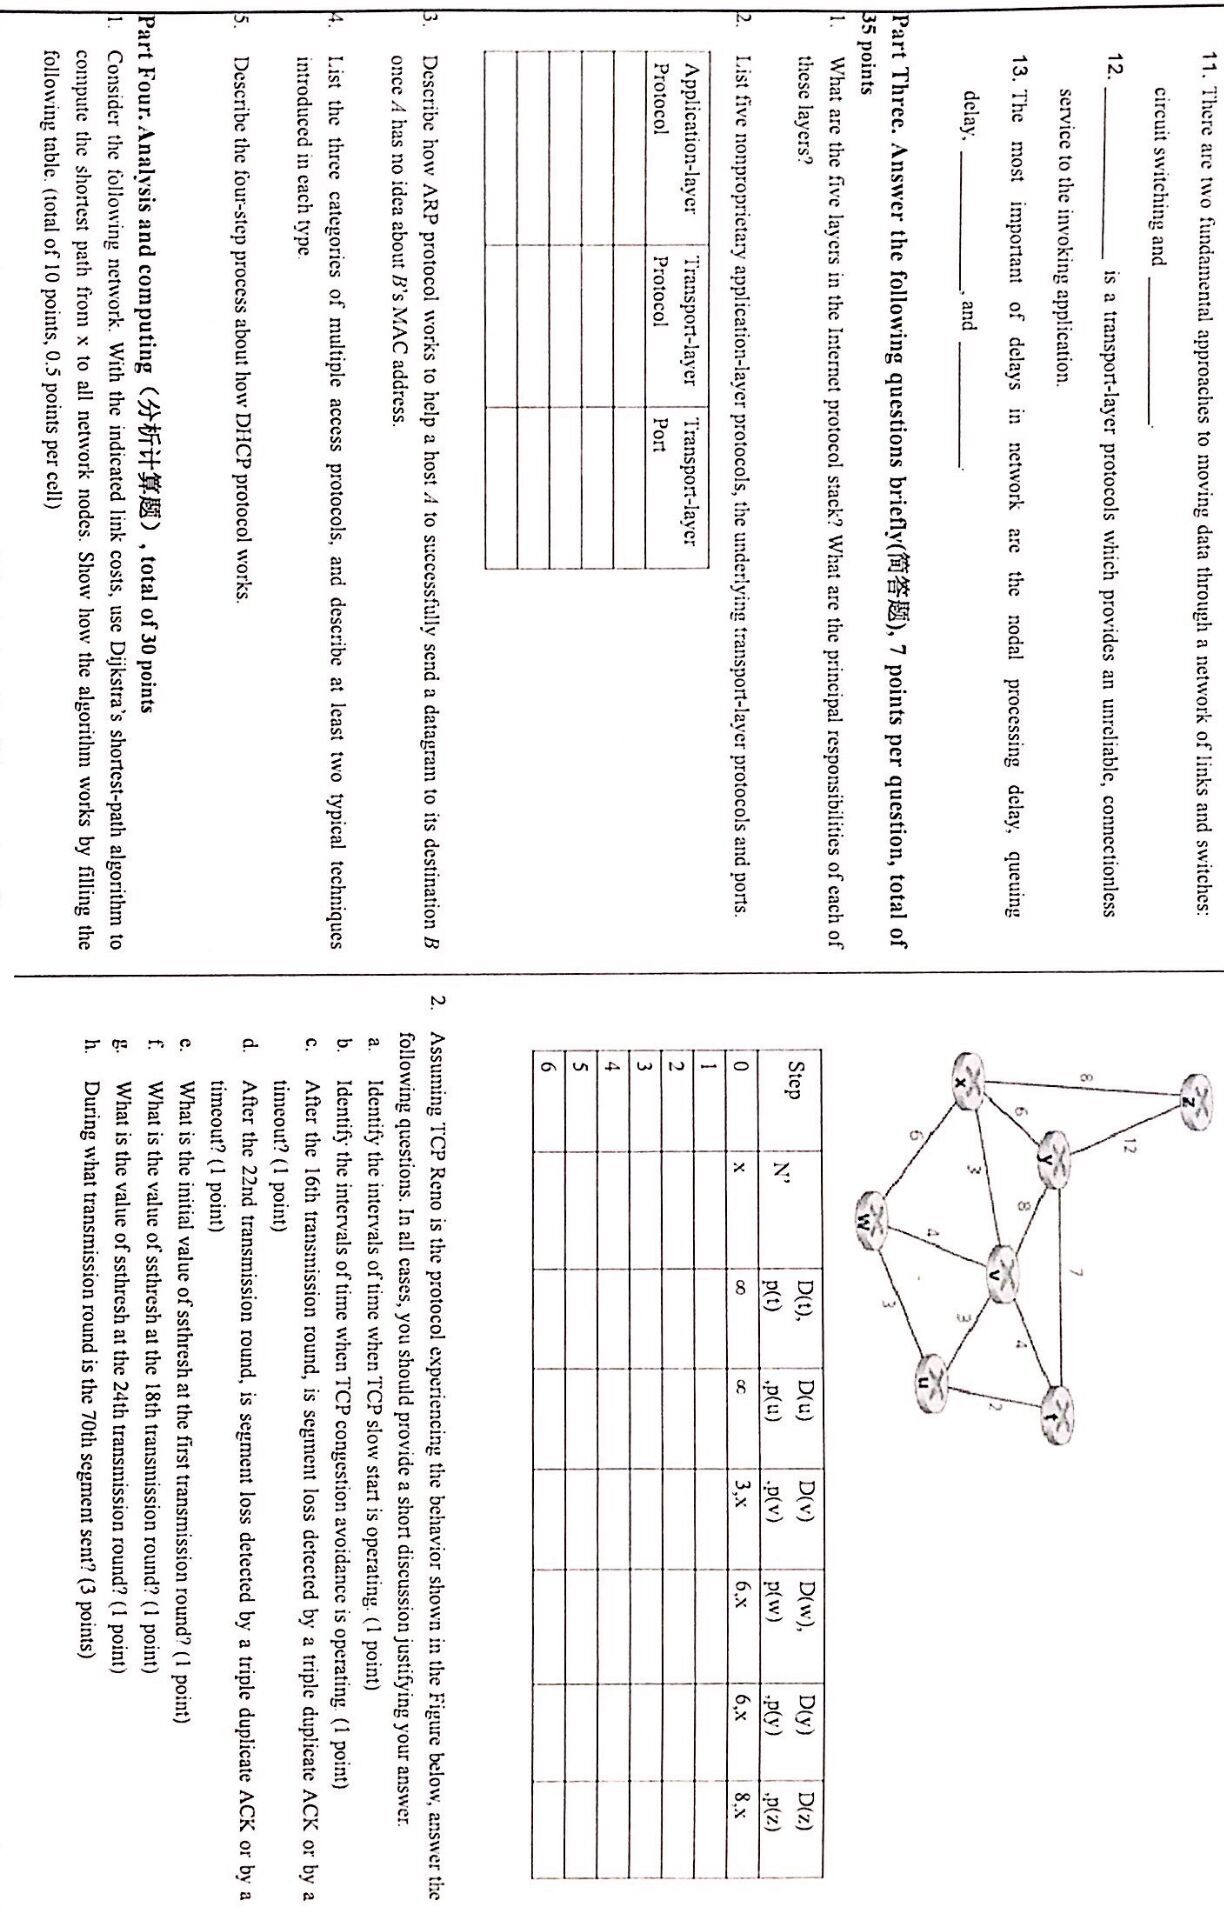 11. There are two fundamental approaches to moving data through a network of links and switches:
circuit switching and ____________.
12. ______________ is a transport-layer protocols which provides an unreliable, connectionless
service to the invoking application.
13. The most important of delays in network are the nodal processing delay, queuing
delay, ____________, and ____________.
Part Three. Answer the following questions briefly(简答题), 7 points per question, total of
35 points
1. What are the five layers in the Internet protocol stack? What are the principal responsibilities of each of
these layers?
2. List five nonproprietary application-layer protocols, the underlying transport-layer protocols and ports.
Application-layer Protocol Transport-layer Protocol Transport-layer Port
3. Describe how ARP protocol works to help a host A to successfully send a datagram to its destination B
once A has no idea about B's MAC address.
4. List the three categories of multiple access protocols, and describe at least two typical techniques
introduced in each type.
5. Describe the four-step process about how DHCP protocol works.
Part Four. Analysis and computing（分析计算题）, total of 30 points
1. Consider the following network. With the indicated link costs, use Dijkstra's shortest-path algorithm to
compute the shortest path from x to all network nodes. Show how the algorithm works by filling the
following table. (total of 10 points, 0.5 points per cell)
z
12
8
7
y
t
6
8
4
v
2
3
x
3
4
u
6
3
w
Step N' D(t), p(t) D(u) ,p(u) D(v) ,p(v) D(w), p(w) D(y) ,p(y) D(z) ,p(z)
0 x ∞ ∞ 3,x 6,x 6,x 8,x
1
2
3
4
5
6
2. Assuming TCP Reno is the protocol experiencing the behavior shown in the Figure below, answer the
following questions. In all cases, you should provide a short discussion justifying your answer.
a. Identify the intervals of time when TCP slow start is operating. (1 point)
b. Identify the intervals of time when TCP congestion avoidance is operating. (1 point)
c. After the 16th transmission round, is segment loss detected by a triple duplicate ACK or by a
timeout? (1 point)
d. After the 22nd transmission round, is segment loss detected by a triple duplicate ACK or by a
timeout? (1 point)
e. What is the initial value of ssthresh at the first transmission round? (1 point)
f. What is the value of ssthresh at the 18th transmission round? (1 point)
g. What is the value of ssthresh at the 24th transmission round? (1 point)
h. During what transmission round is the 70th segment sent? (3 points)